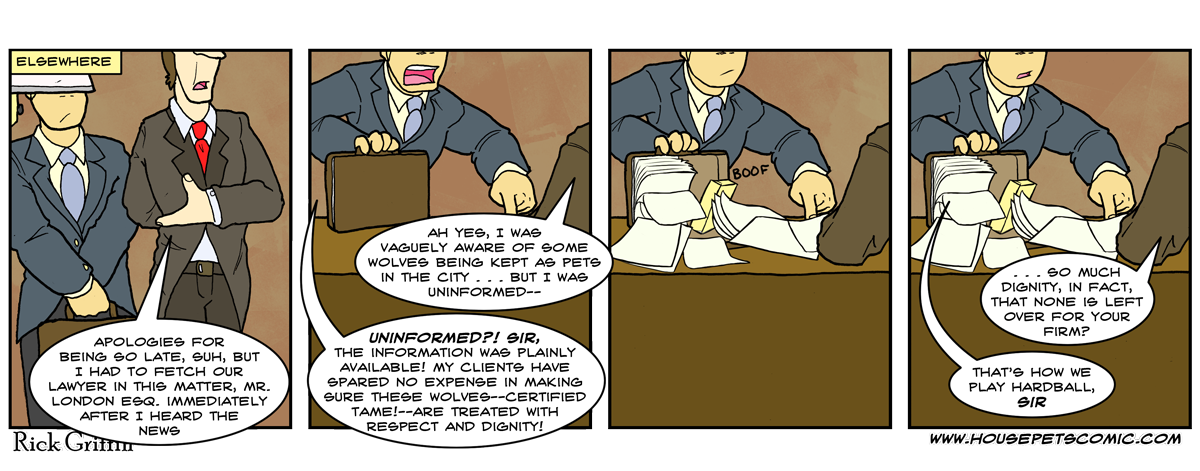 ELSEWHERE
APOLOGIES FOR
BEING SO LATE, SUH, BUT
I HAD TO FETCH OUR
LAWYER IN THIS MATTER, MR.
LONDON ESQ. IMMEDIATELY
AFTER I HEARD THE
NEWS
AH YES, I WAS
VAGUELY AWARE OF SOME
WOLVES BEING KEPT AS PETS
IN THE CITY . . . BUT I WAS
UNINFORMED--
UNINFORMED?! SIR,
THE INFORMATION WAS PLAINLY
AVAILABLE! MY CLIENTS HAVE
SPARED NO EXPENSE IN MAKING
SURE THESE WOLVES--CERTIFIED
TAME!--ARE TREATED WITH
RESPECT AND DIGNITY!
BOOF
. . . SO MUCH
DIGNITY, IN FACT,
THAT NONE IS LEFT
OVER FOR YOUR
FIRM?
THAT'S HOW WE
PLAY HARDBALL,
SIR
Rick Griffin
WWW.HOUSEPETSCOMIC.COM